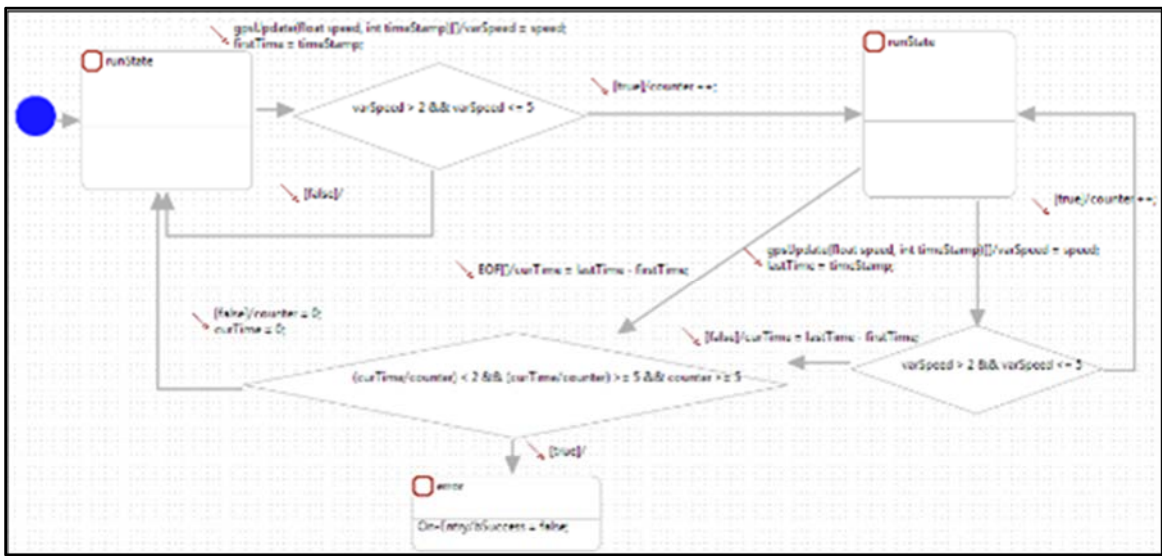 gpsUpdate(float speed, int timeStamp)[]/varSpeed = speed;
firstTime = timeStamp;
runState
runState
varSpeed > 2 && varSpeed <= 5
[true]/counter ++;
[false]/
[true]/counter ++;
gpsUpdate(float speed, int timeStamp)[]/varSpeed = speed;
lastTime = timeStamp;
EOF[]/curTime = lastTime - firstTime;
[false]/counter = 0;
curTime = 0;
[false]/curTime = lastTime - firstTime;
varSpeed > 2 && varSpeed <= 5
(curTime/counter) < 2 && (curTime/counter) >= 5 && counter >= 5
[true]/
error
On-Entry/bSuccess = false;